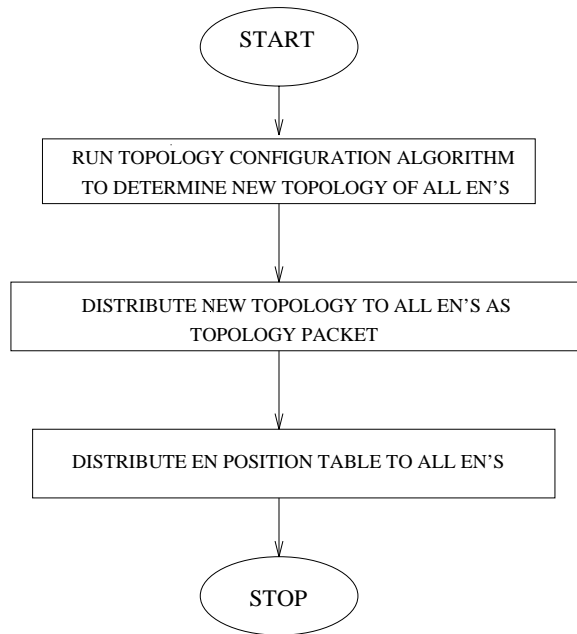 START
RUN TOPOLOGY CONFIGURATION ALGORITHM
TO DETERMINE NEW TOPOLOGY OF ALL EN'S
DISTRIBUTE NEW TOPOLOGY TO ALL EN'S AS
TOPOLOGY PACKET
DISTRIBUTE EN POSITION TABLE TO ALL EN'S
STOP